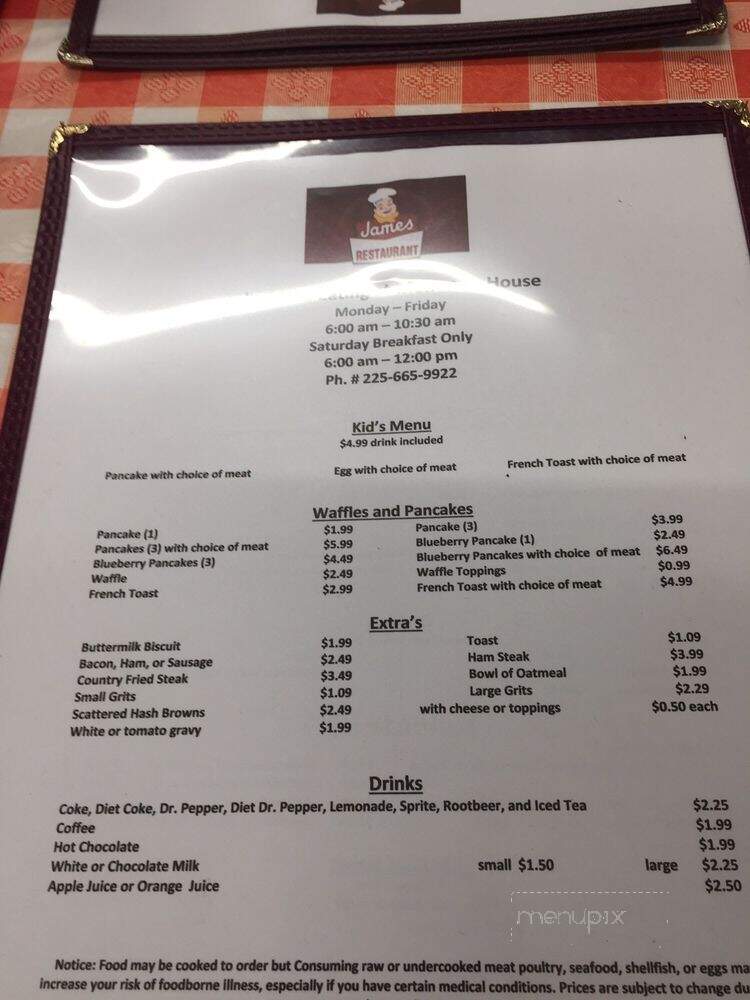 James
RESTAURANT
House
Monday – Friday
6:00 am – 10:30 am
Saturday Breakfast Only
6:00 am – 12:00 pm
Ph. # 225-665-9922
Kid's Menu
$4.99 drink included
Pancake with choice of meat Egg with choice of meat French Toast with choice of meat
Waffles and Pancakes
Pancake (1) $1.99 Pancake (3) $3.99
Pancakes (3) with choice of meat $5.99 Blueberry Pancake (1) $2.49
Blueberry Pancakes (3) $4.49 Blueberry Pancakes with choice of meat $6.49
Waffle $2.49 Waffle Toppings $0.99
French Toast $2.99 French Toast with choice of meat $4.99
Extra's
Buttermilk Biscuit $1.99 Toast $1.09
Bacon, Ham, or Sausage $2.49 Ham Steak $3.99
Country Fried Steak $3.49 Bowl of Oatmeal $1.99
Small Grits $1.09 Large Grits $2.29
Scattered Hash Browns $2.49 with cheese or toppings $0.50 each
White or tomato gravy $1.99
Drinks
Coke, Diet Coke, Dr. Pepper, Diet Dr. Pepper, Lemonade, Sprite, Rootbeer, and Iced Tea $2.25
Coffee $1.99
Hot Chocolate $1.99
White or Chocolate Milk small $1.50 large $2.25
Apple Juice or Orange Juice $2.50
menupix
Notice: Food may be cooked to order but Consuming raw or undercooked meat poultry, seafood, shellfish, or eggs ma
increase your risk of foodborne illness, especially if you have certain medical conditions. Prices are subject to change du